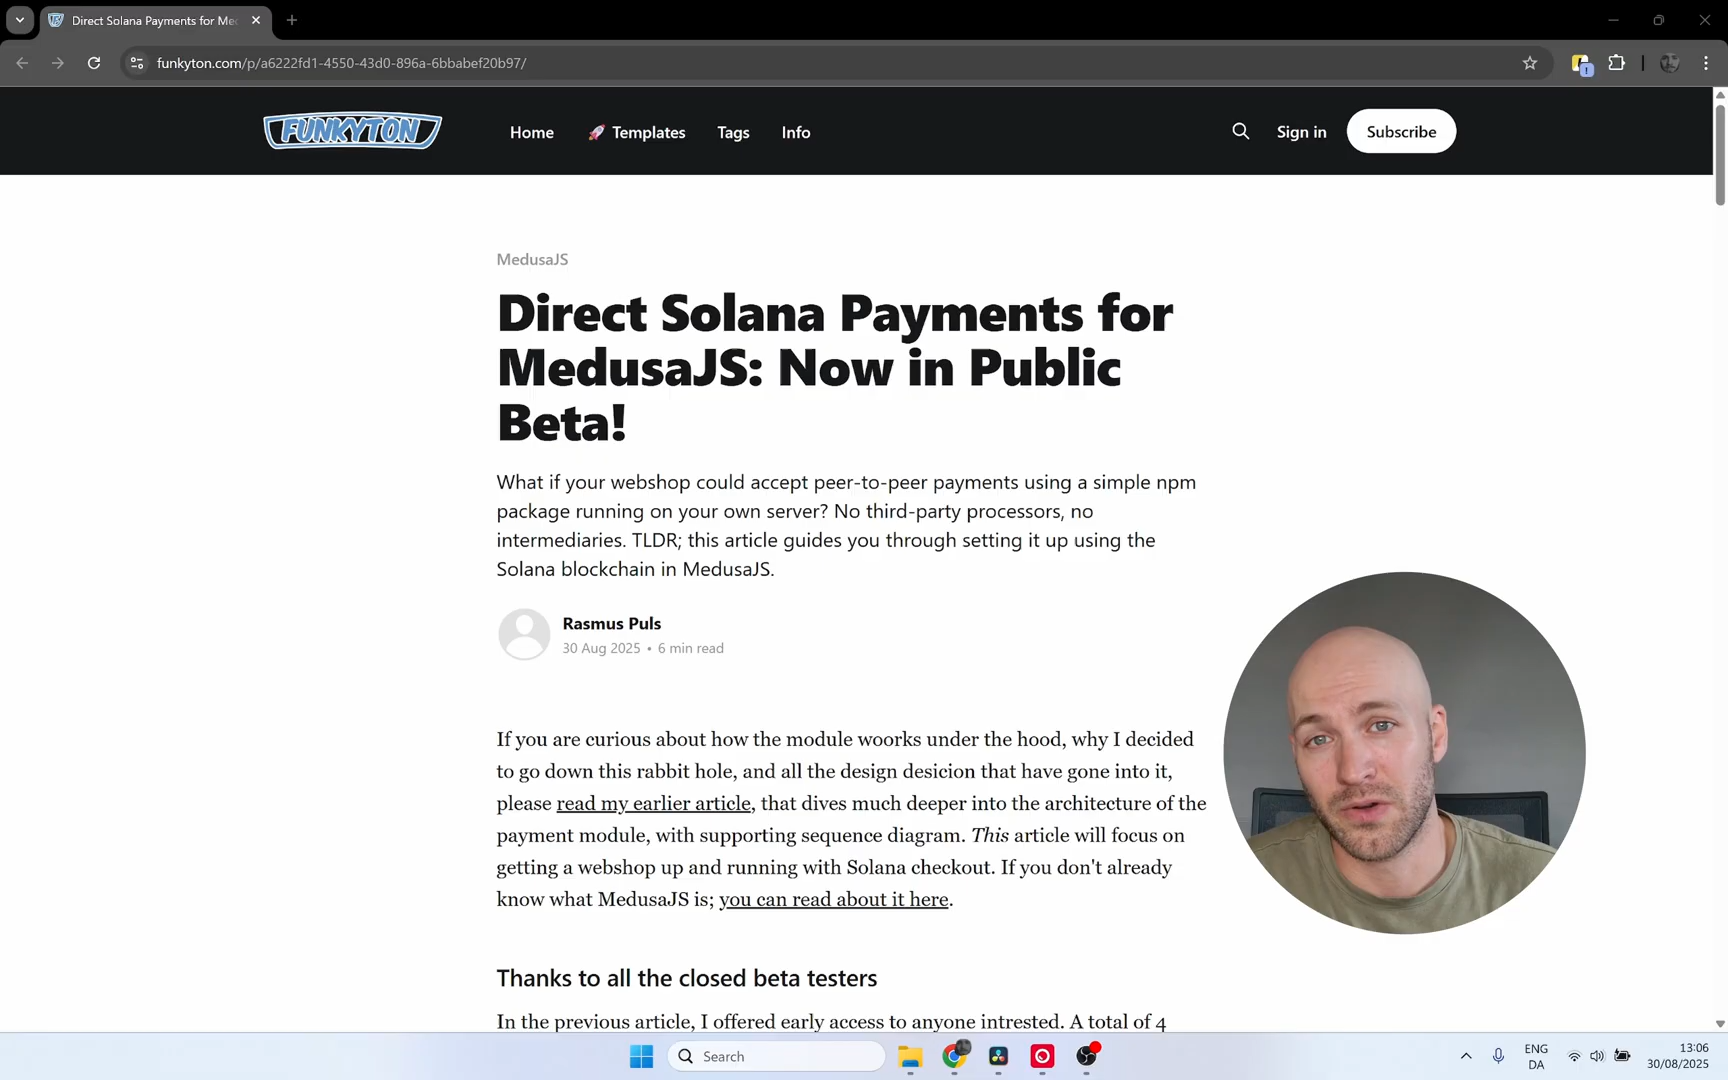 Direct Solana Payments for Me
funkyton.com/p/a6222fd1-4550-43d0-896a-6bbabef20b97/
FUNKYTON
Home
Templates
Tags
Info
Sign in
Subscribe
MedusaJS
Direct Solana Payments for
MedusaJS: Now in Public
Beta!
What if your webshop could accept peer-to-peer payments using a simple npm
package running on your own server? No third-party processors, no
intermediaries. TLDR; this article guides you through setting it up using the
Solana blockchain in MedusaJS.
Rasmus Puls
30 Aug 2025 • 6 min read
If you are curious about how the module woorks under the hood, why I decided
to go down this rabbit hole, and all the design desicion that have gone into it,
please read my earlier article, that dives much deeper into the architecture of the
payment module, with supporting sequence diagram. This article will focus on
getting a webshop up and running with Solana checkout. If you don't already
know what MedusaJS is; you can read about it here.
Thanks to all the closed beta testers
In the previous article, I offered early access to anyone intrested. A total of 4
Search
ENG
DA
13:06
30/08/2025